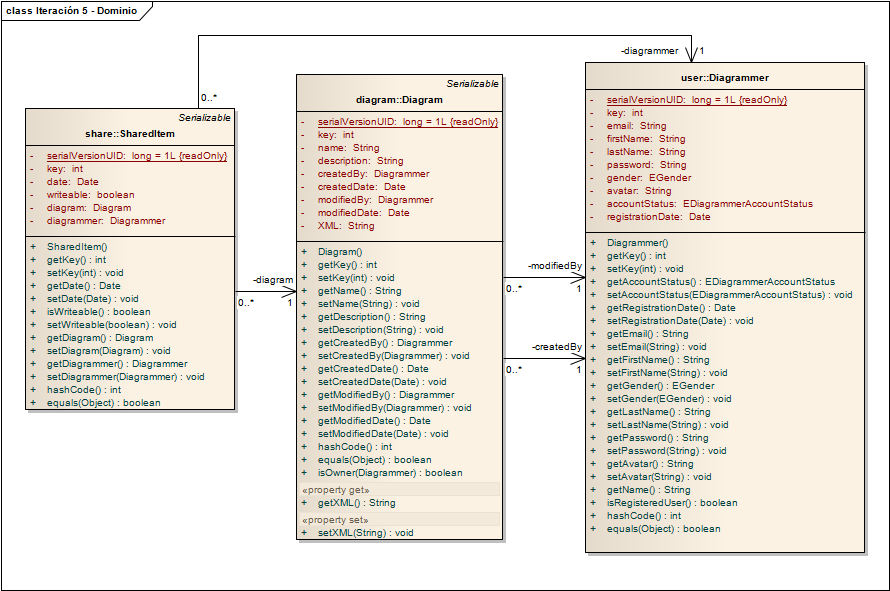 class Iteración 5 - Dominio
-diagrammer
1
0..*
Serializable
share::SharedItem
- serialVersionUID: long = 1L {readOnly}
- key: int
- date: Date
- writeable: boolean
- diagram: Diagram
- diagrammer: Diagrammer
+ SharedItem()
+ getKey() : int
+ setKey(int) : void
+ getDate() : Date
+ setDate(Date) : void
+ isWriteable() : boolean
+ setWriteable(boolean) : void
+ getDiagram() : Diagram
+ setDiagram(Diagram) : void
+ getDiagrammer() : Diagrammer
+ setDiagrammer(Diagrammer) : void
+ hashCode() : int
+ equals(Object) : boolean
-diagram
0..*
1
Serializable
diagram::Diagram
- serialVersionUID: long = 1L {readOnly}
- key: int
- name: String
- description: String
- createdBy: Diagrammer
- createdDate: Date
- modifiedBy: Diagrammer
- modifiedDate: Date
- XML: String
+ Diagram()
+ getKey() : int
+ setKey(int) : void
+ getName() : String
+ setName(String) : void
+ getDescription() : String
+ setDescription(String) : void
+ getCreatedBy() : Diagrammer
+ setCreatedBy(Diagrammer) : void
+ getCreatedDate() : Date
+ setCreatedDate(Date) : void
+ getModifiedBy() : Diagrammer
+ setModifiedBy(Diagrammer) : void
+ getModifiedDate() : Date
+ setModifiedDate(Date) : void
+ hashCode() : int
+ equals(Object) : boolean
+ isOwner(Diagrammer) : boolean
«property get»
+ getXML() : String
«property set»
+ setXML(String) : void
-modifiedBy
0..*
1
-createdBy
0..*
1
user::Diagrammer
- serialVersionUID: long = 1L {readOnly}
- key: int
- email: String
- firstName: String
- lastName: String
- password: String
- gender: EGender
- avatar: String
- accountStatus: EDiagrammerAccountStatus
- registrationDate: Date
+ Diagrammer()
+ getKey() : int
+ setKey(int) : void
+ getAccountStatus() : EDiagrammerAccountStatus
+ setAccountStatus(EDiagrammerAccountStatus) : void
+ getRegistrationDate() : Date
+ setRegistrationDate(Date) : void
+ getEmail() : String
+ setEmail(String) : void
+ getFirstName() : String
+ setFirstName(String) : void
+ getGender() : EGender
+ setGender(EGender) : void
+ getLastName() : String
+ setLastName(String) : void
+ getPassword() : String
+ setPassword(String) : void
+ getAvatar() : String
+ setAvatar(String) : void
+ getName() : String
+ isRegisteredUser() : boolean
+ hashCode() : int
+ equals(Object) : boolean